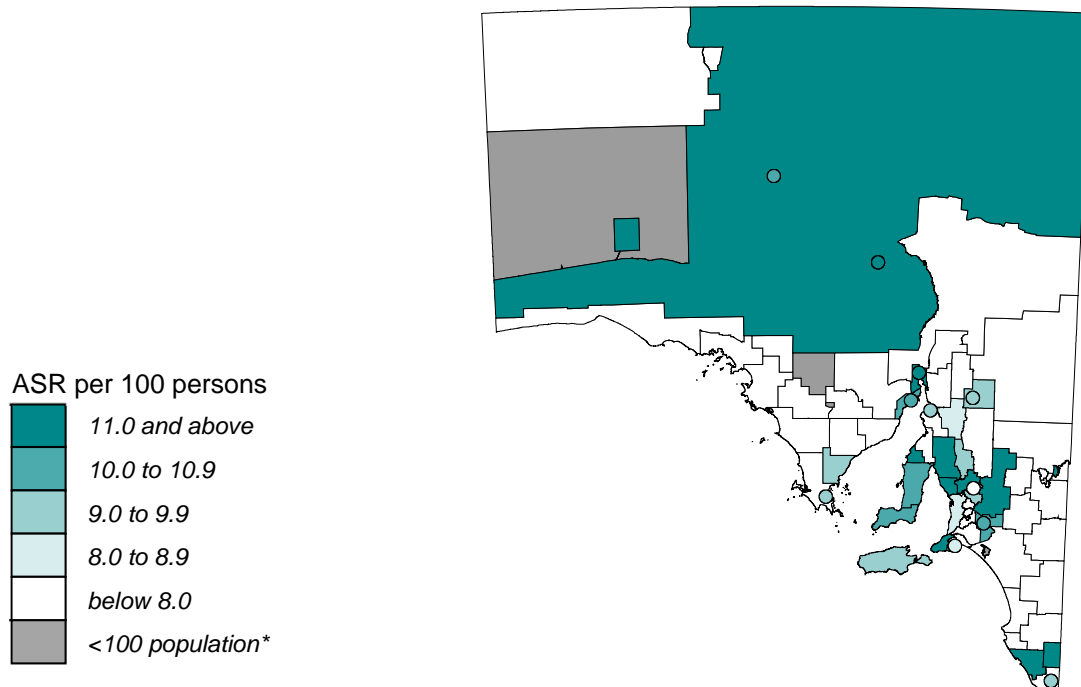 ASR per 100 persons
11.0 and above
10.0 to 10.9
9.0 to 9.9
8.0 to 8.9
below 8.0
<100 population*